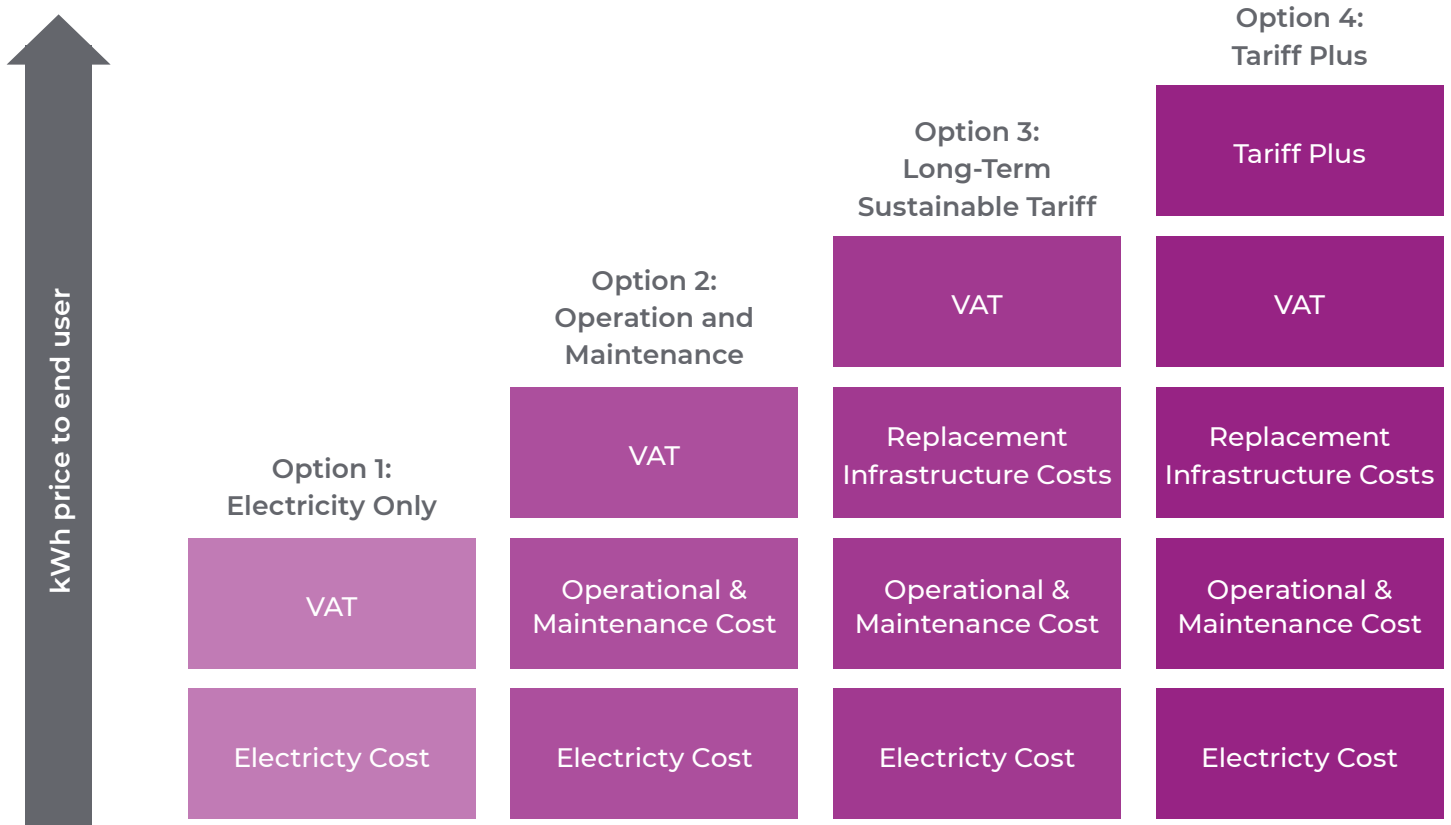 kWh price to end user
Option 1:
Electricity Only
VAT
Electricty Cost
Option 2:
Operation and
Maintenance
VAT
Operational &
Maintenance Cost
Electricty Cost
Option 3:
Long-Term
Sustainable Tariff
VAT
Replacement
Infrastructure Costs
Operational &
Maintenance Cost
Electricty Cost
Option 4:
Tariff Plus
Tariff Plus
VAT
Replacement
Infrastructure Costs
Operational &
Maintenance Cost
Electricty Cost